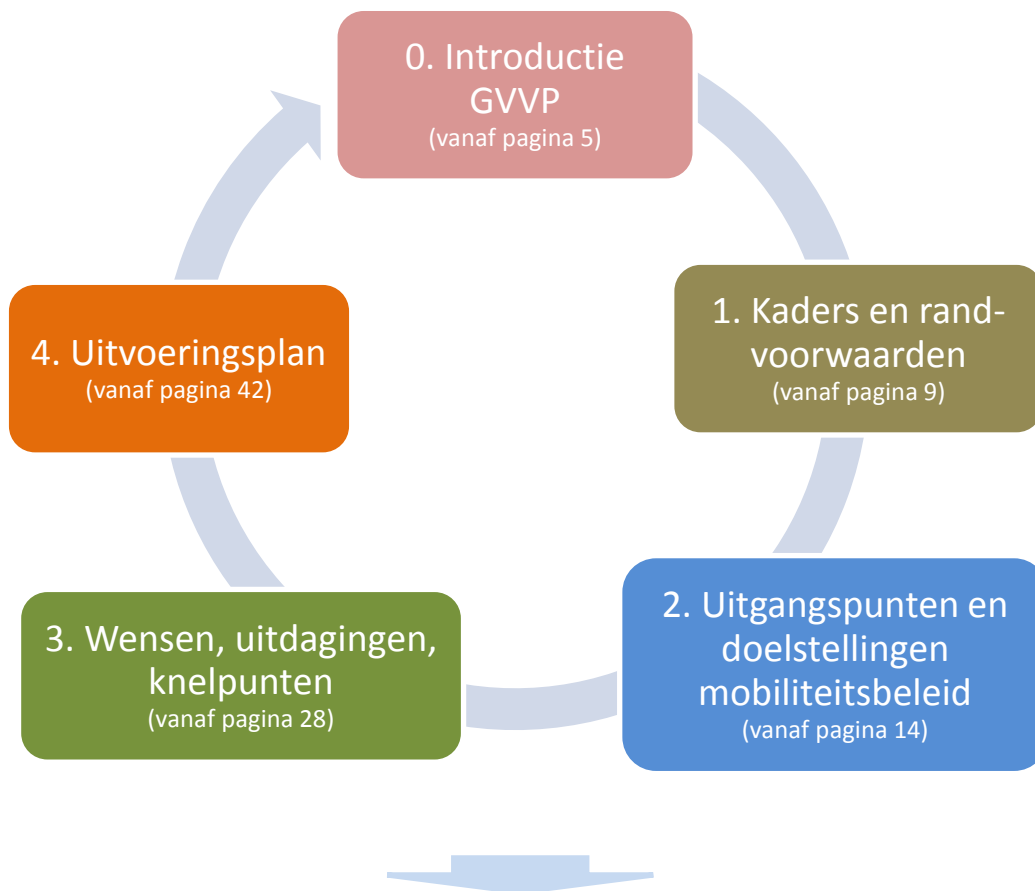 0. Introductie
GVVP
(vanaf pagina 5)
1. Kaders en rand-
voorwaarden
(vanaf pagina 9)
2. Uitgangspunten en
doelstellingen
mobiliteitsbeleid
(vanaf pagina 14)
3. Wensen, uitdagingen,
knelpunten
(vanaf pagina 28)
4. Uitvoeringsplan
(vanaf pagina 42)